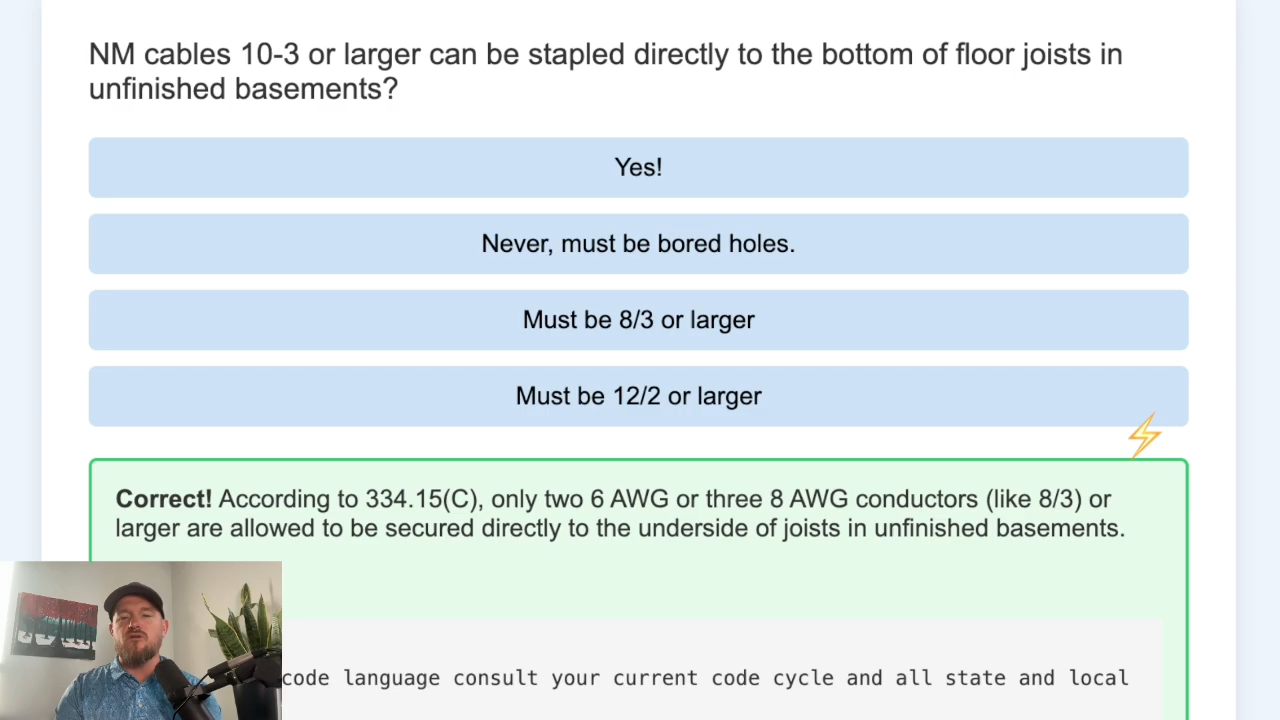 NM cables 10-3 or larger can be stapled directly to the bottom of floor joists in
unfinished basements?
Yes!
Never, must be bored holes.
Must be 8/3 or larger
Must be 12/2 or larger
Correct! According to 334.15(C), only two 6 AWG or three 8 AWG conductors (like 8/3) or
larger are allowed to be secured directly to the underside of joists in unfinished basements.
code language consult your current code cycle and all state and local